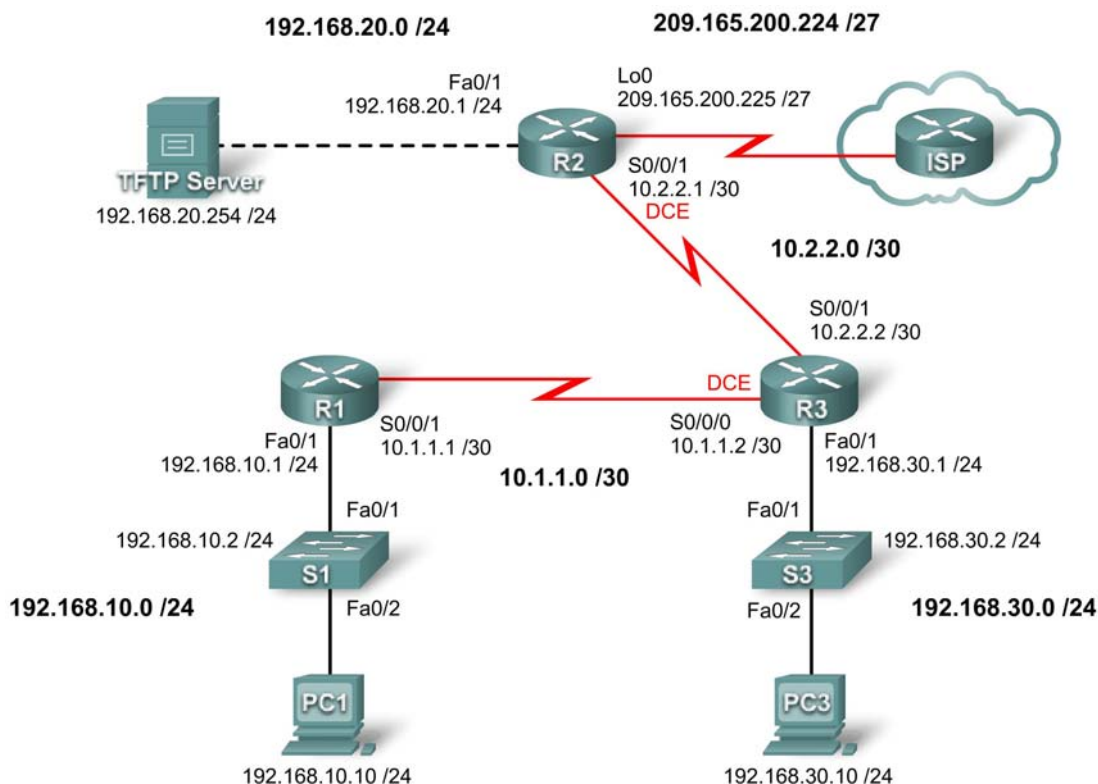 192.168.20.0 /24
209.165.200.224 /27
Fa0/1
192.168.20.1 /24
Lo0
209.165.200.225 /27
R2
ISP
TFTP Server
192.168.20.254 /24
S0/0/1
10.2.2.1 /30
DCE
10.2.2.0 /30
S0/0/1
10.2.2.2 /30
R1
DCE
R3
Fa0/1
192.168.10.1 /24
S0/0/1
10.1.1.1 /30
S0/0/0
10.1.1.2 /30
Fa0/1
192.168.30.1 /24
10.1.1.0 /30
Fa0/1
192.168.10.2 /24
S1
Fa0/1
192.168.30.2 /24
S3
192.168.10.0 /24
Fa0/2
Fa0/2
192.168.30.0 /24
PC1
192.168.10.10 /24
PC3
192.168.30.10 /24